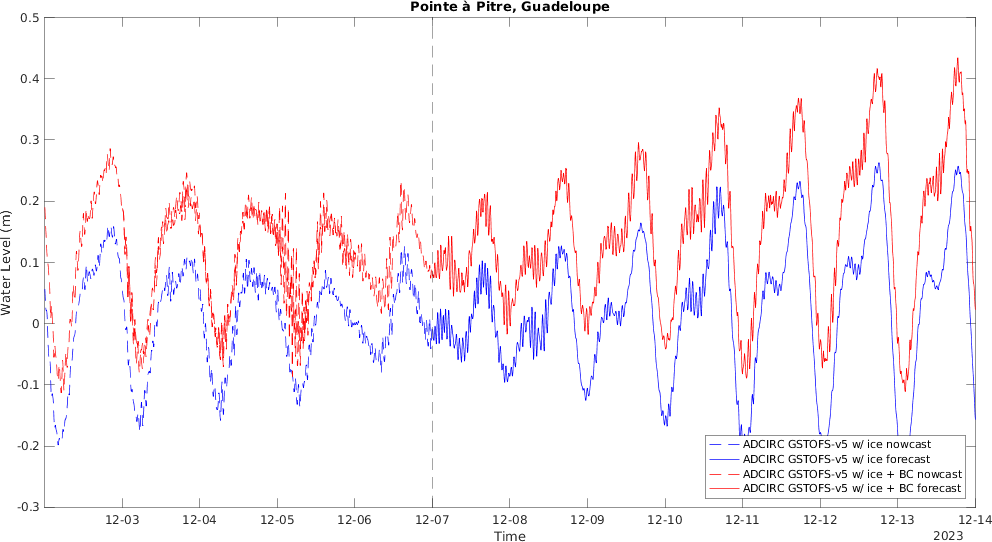 Pointe à Pitre, Guadeloupe
0.5
0.4
0.3
0.2
0.1
0
-0.1
-0.2
-0.3
Water Level (m)
ADCIRC GSTOFS-v5 w/ ice nowcast
ADCIRC GSTOFS-v5 w/ ice forecast
ADCIRC GSTOFS-v5 w/ ice + BC nowcast
ADCIRC GSTOFS-v5 w/ ice + BC forecast
12-03 12-04 12-05 12-06 12-07 12-08 12-09 12-10 12-11 12-12 12-13 12-14
Time
2023